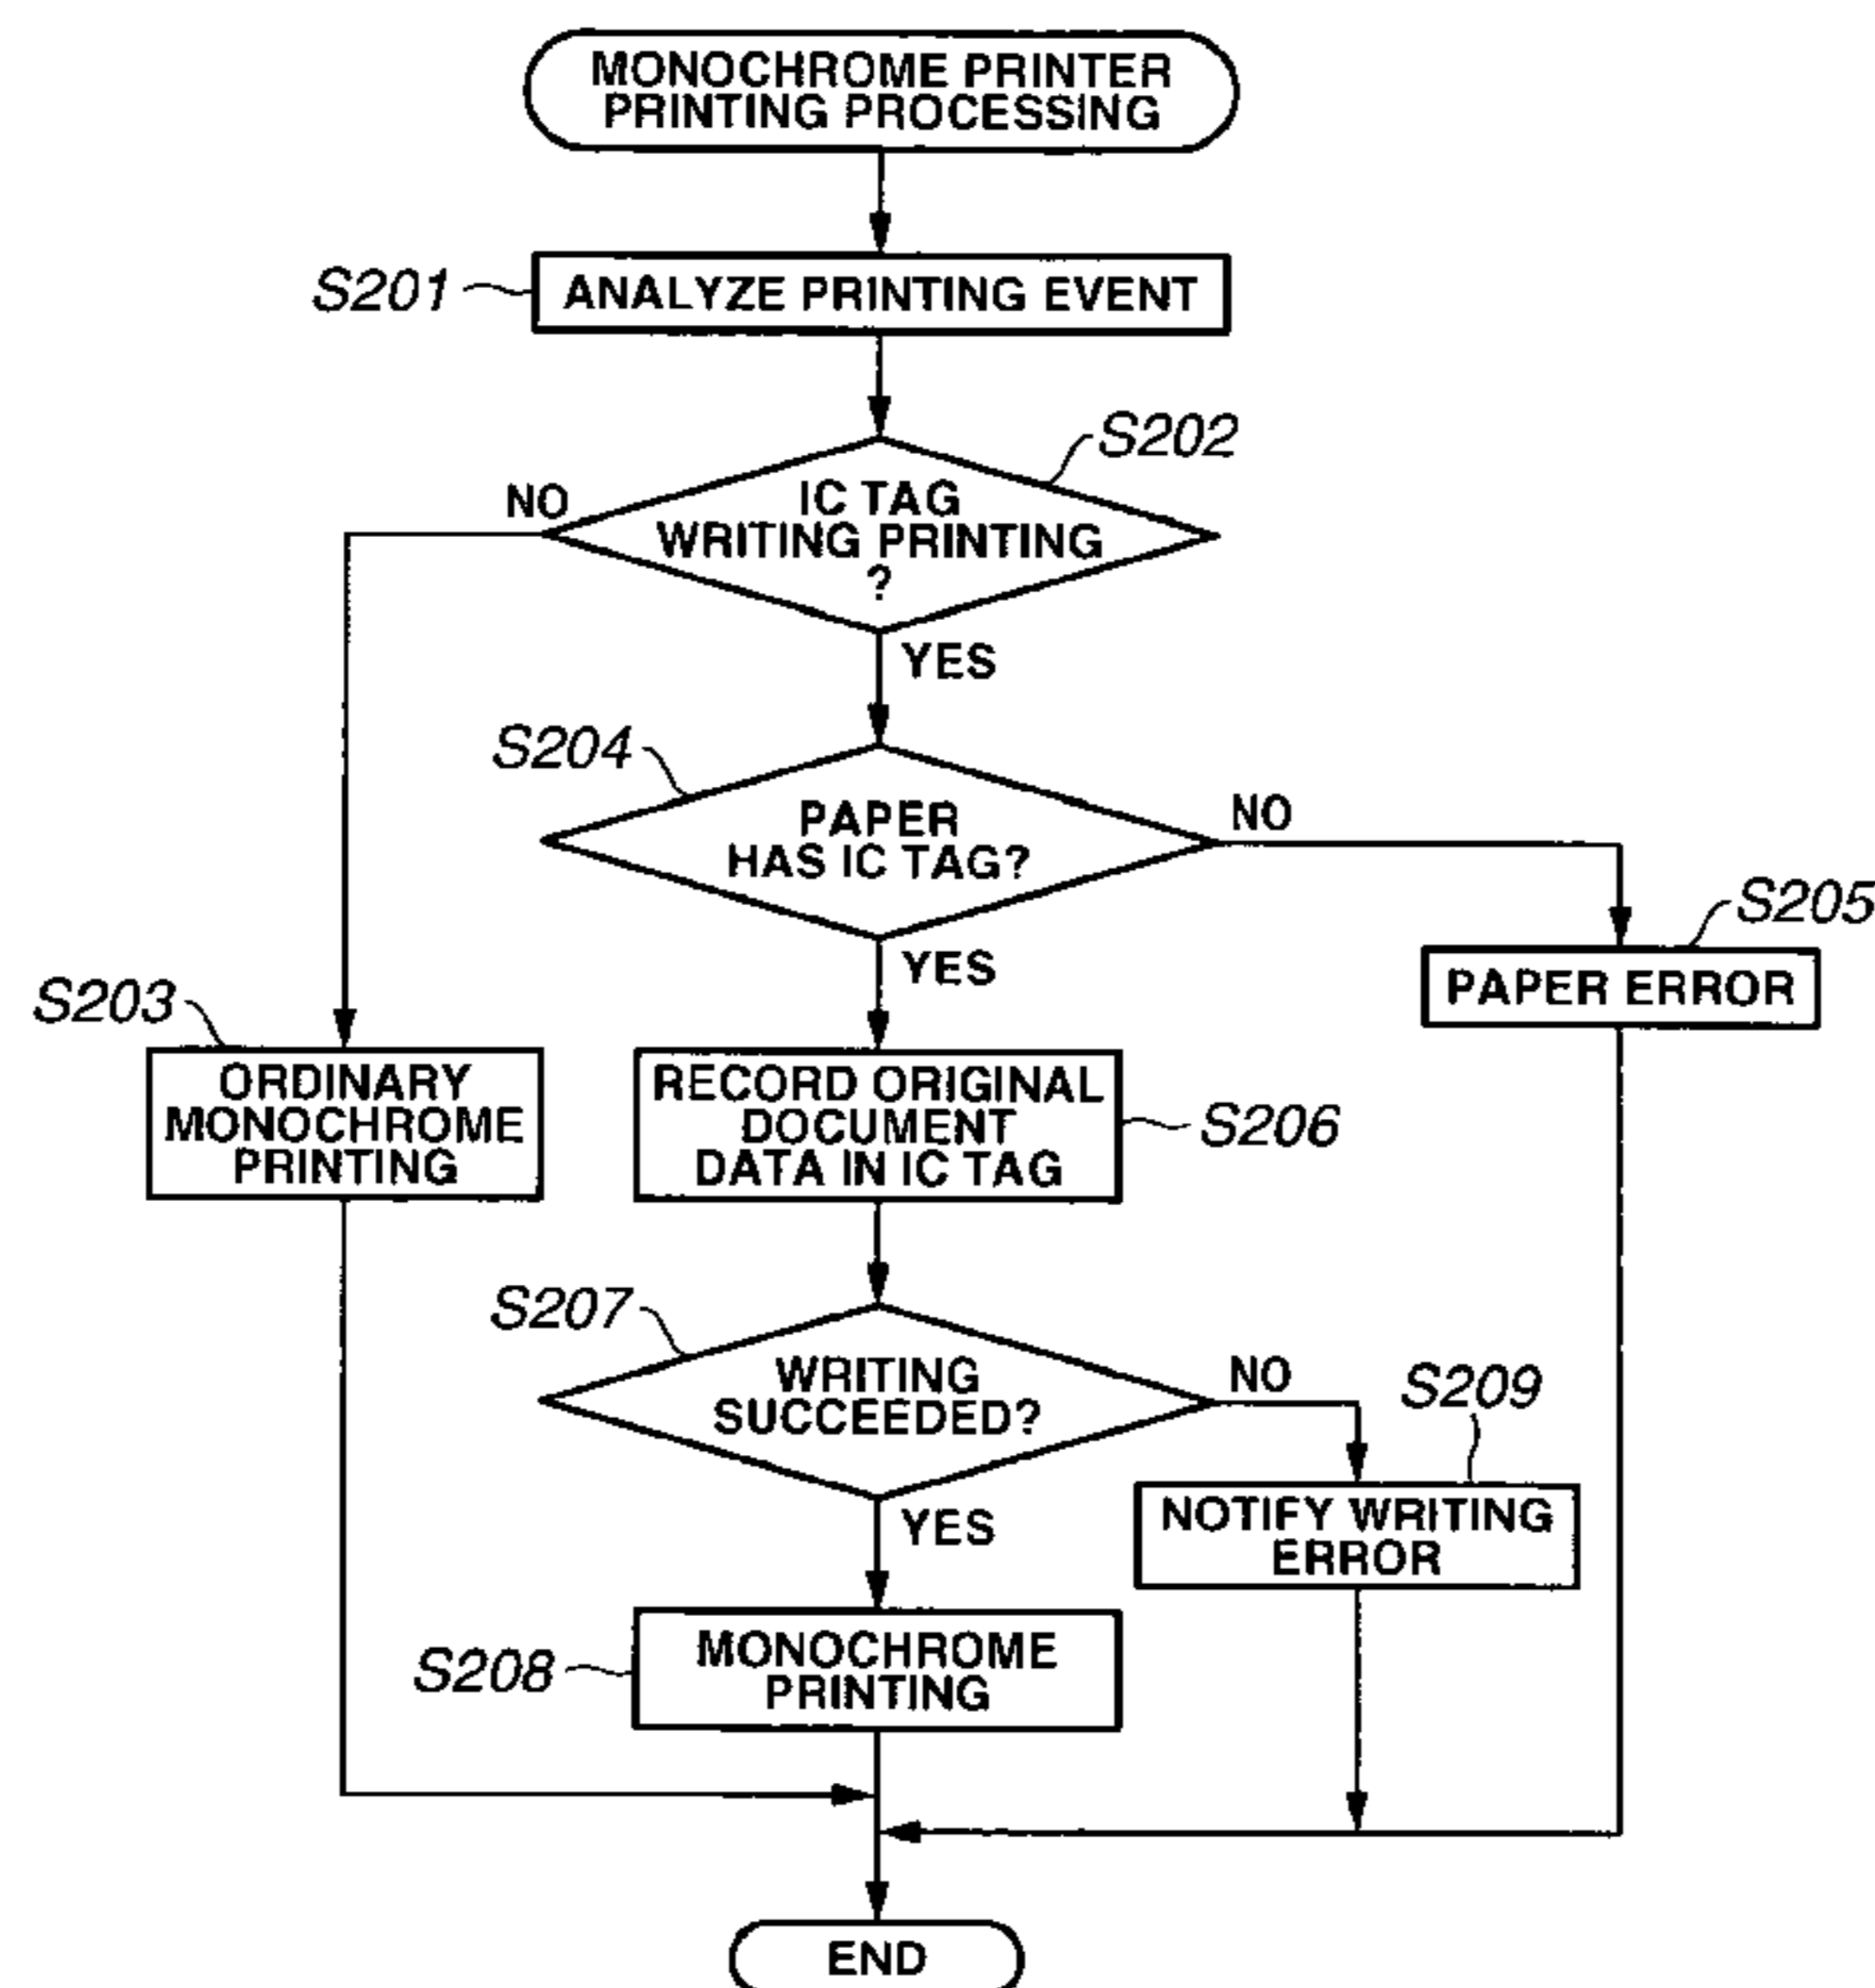 MONOCHROME PRINTER
PRINTING PROCESSING
S201
ANALYZE PRINTING EVENT
S202
NO
IC TAG
WRITING PRINTING
?
YES
S204
PAPER
HAS IC TAG?
NO
YES
S205
PAPER ERROR
S203
ORDINARY
MONOCHROME
PRINTING
RECORD ORIGINAL
DOCUMENT
DATA IN IC TAG
S206
S207
WRITING
SUCCEEDED?
NO
S209
YES
NOTIFY WRITING
ERROR
S208
MONOCHROME
PRINTING
END